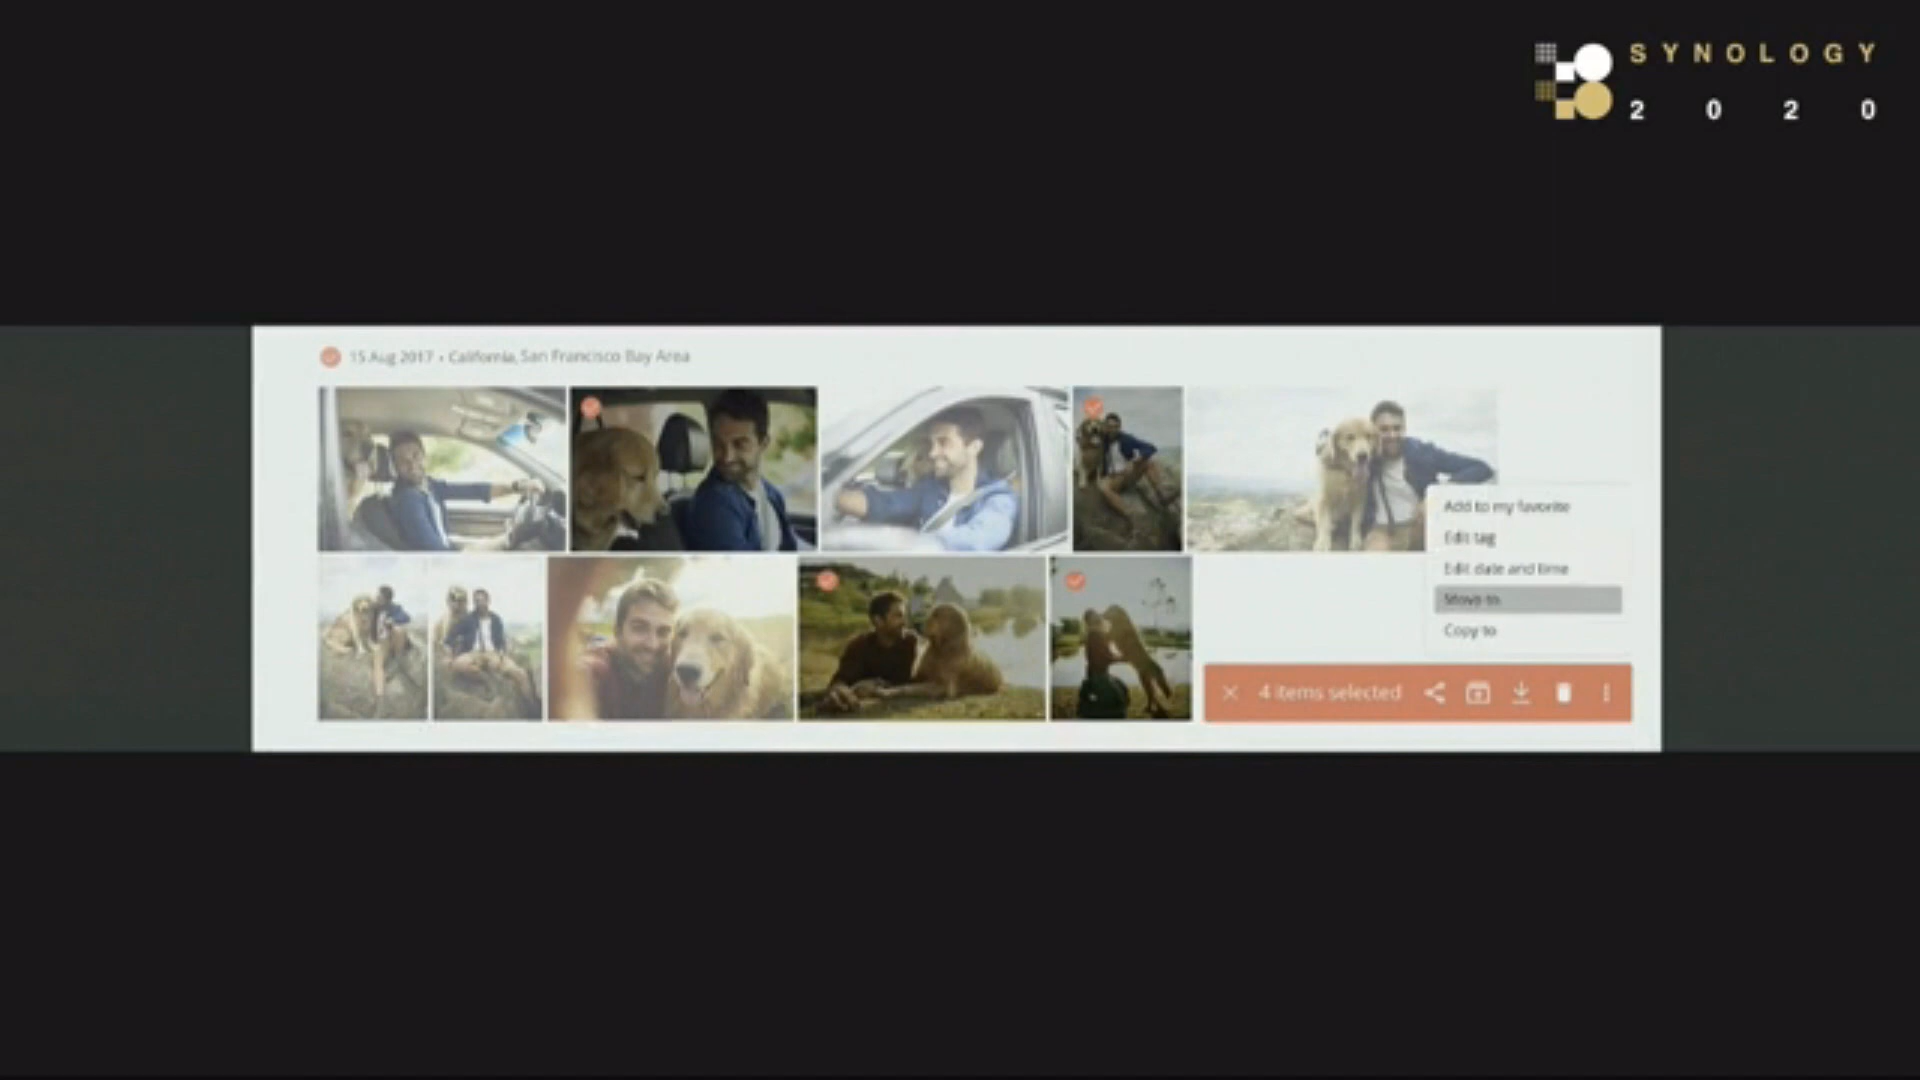 SYNOLOGY
2020
15 Aug 2017 • California, San Francisco Bay Area
Add to my favorite
Edit tag
Edit date and time
Move to
Copy to
4 items selected